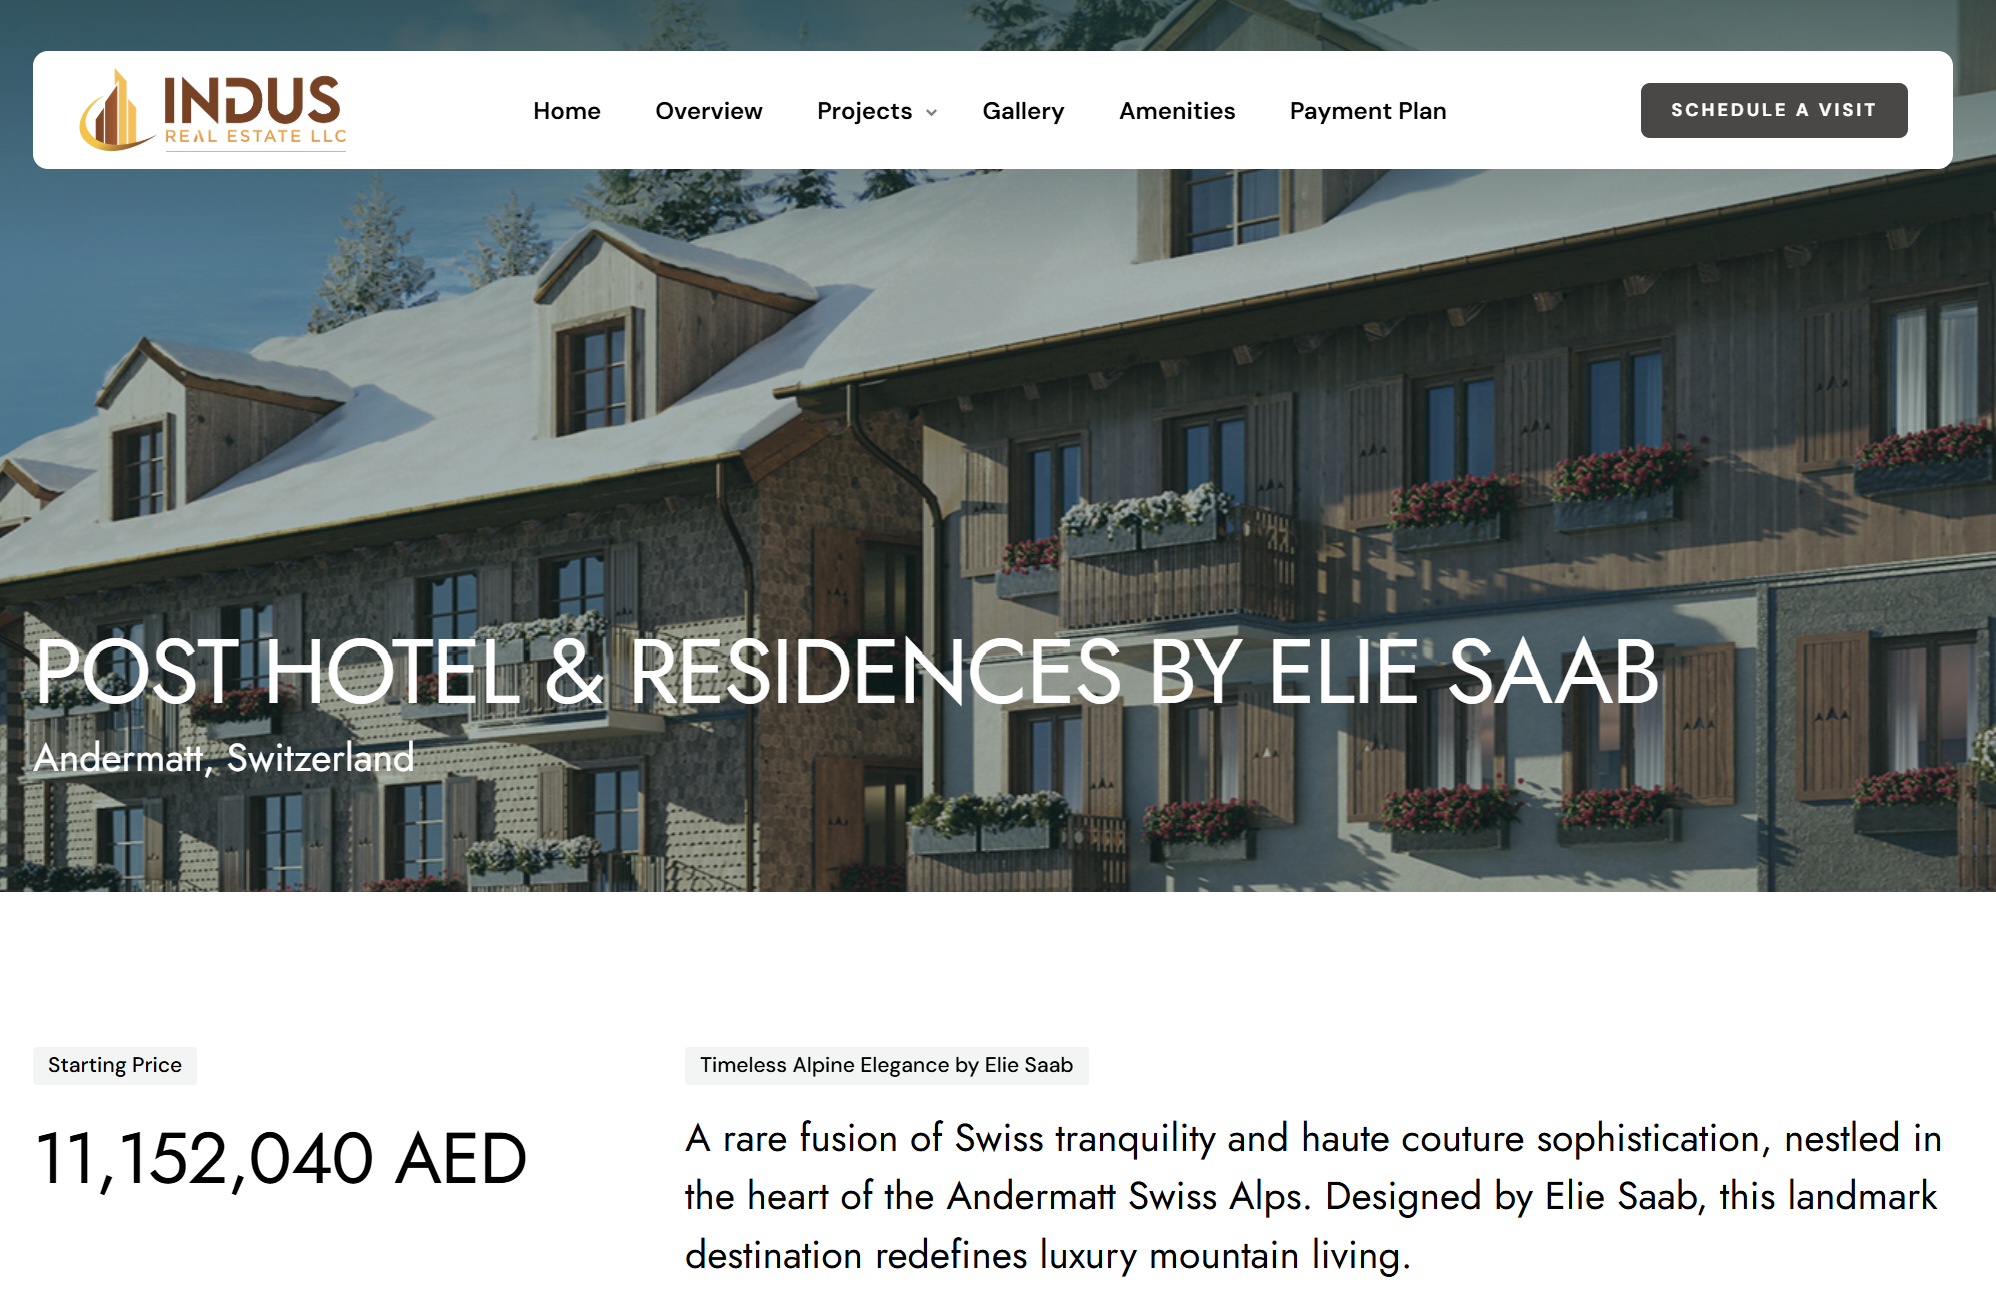 INDUS
REAL ESTATE LLC
Home
Overview
Projects
Gallery
Amenities
Payment Plan
SCHEDULE A VISIT
POST HOTEL & RESIDENCES BY ELIE SAAB
Andermatt, Switzerland
Starting Price
11,152,040 AED
Timeless Alpine Elegance by Elie Saab
A rare fusion of Swiss tranquility and haute couture sophistication, nestled in
the heart of the Andermatt Swiss Alps. Designed by Elie Saab, this landmark
destination redefines luxury mountain living.